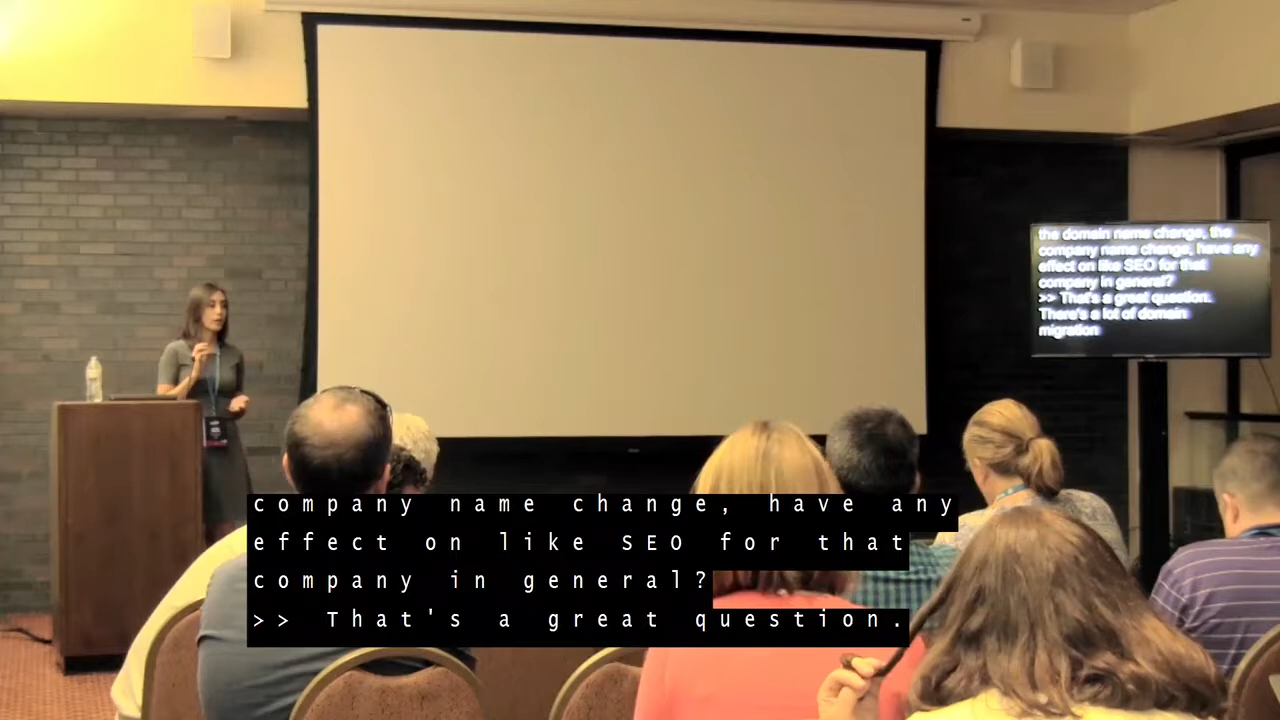 the domain name change, the
company name change, have any
effect on like SEO for that
company in general?
>> That's a great question.
There's a lot of domain
migration
company name change, have any
effect on like SEO for that
company in general?
>> That's a great question.